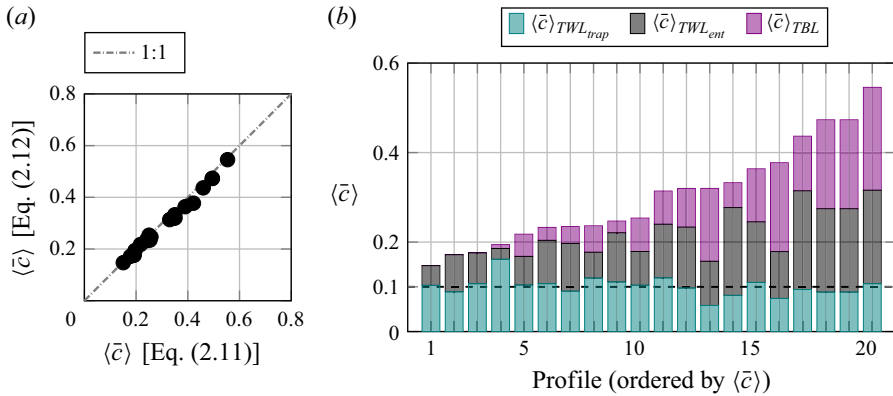 (a)
1:1
0.8
0.6
0.4
0.2
0
0.2
0.4
0.6
0.8
⟨c̄⟩ [Eq. (2.12)]
⟨c̄⟩ [Eq. (2.11)]
(b)
⟨c̄⟩TWLtrap
⟨c̄⟩TWLent
⟨c̄⟩TBL
0.6
0.4
0.2
0.1
0
⟨c̄⟩
1
5
10
15
20
Profile (ordered by ⟨c̄⟩)